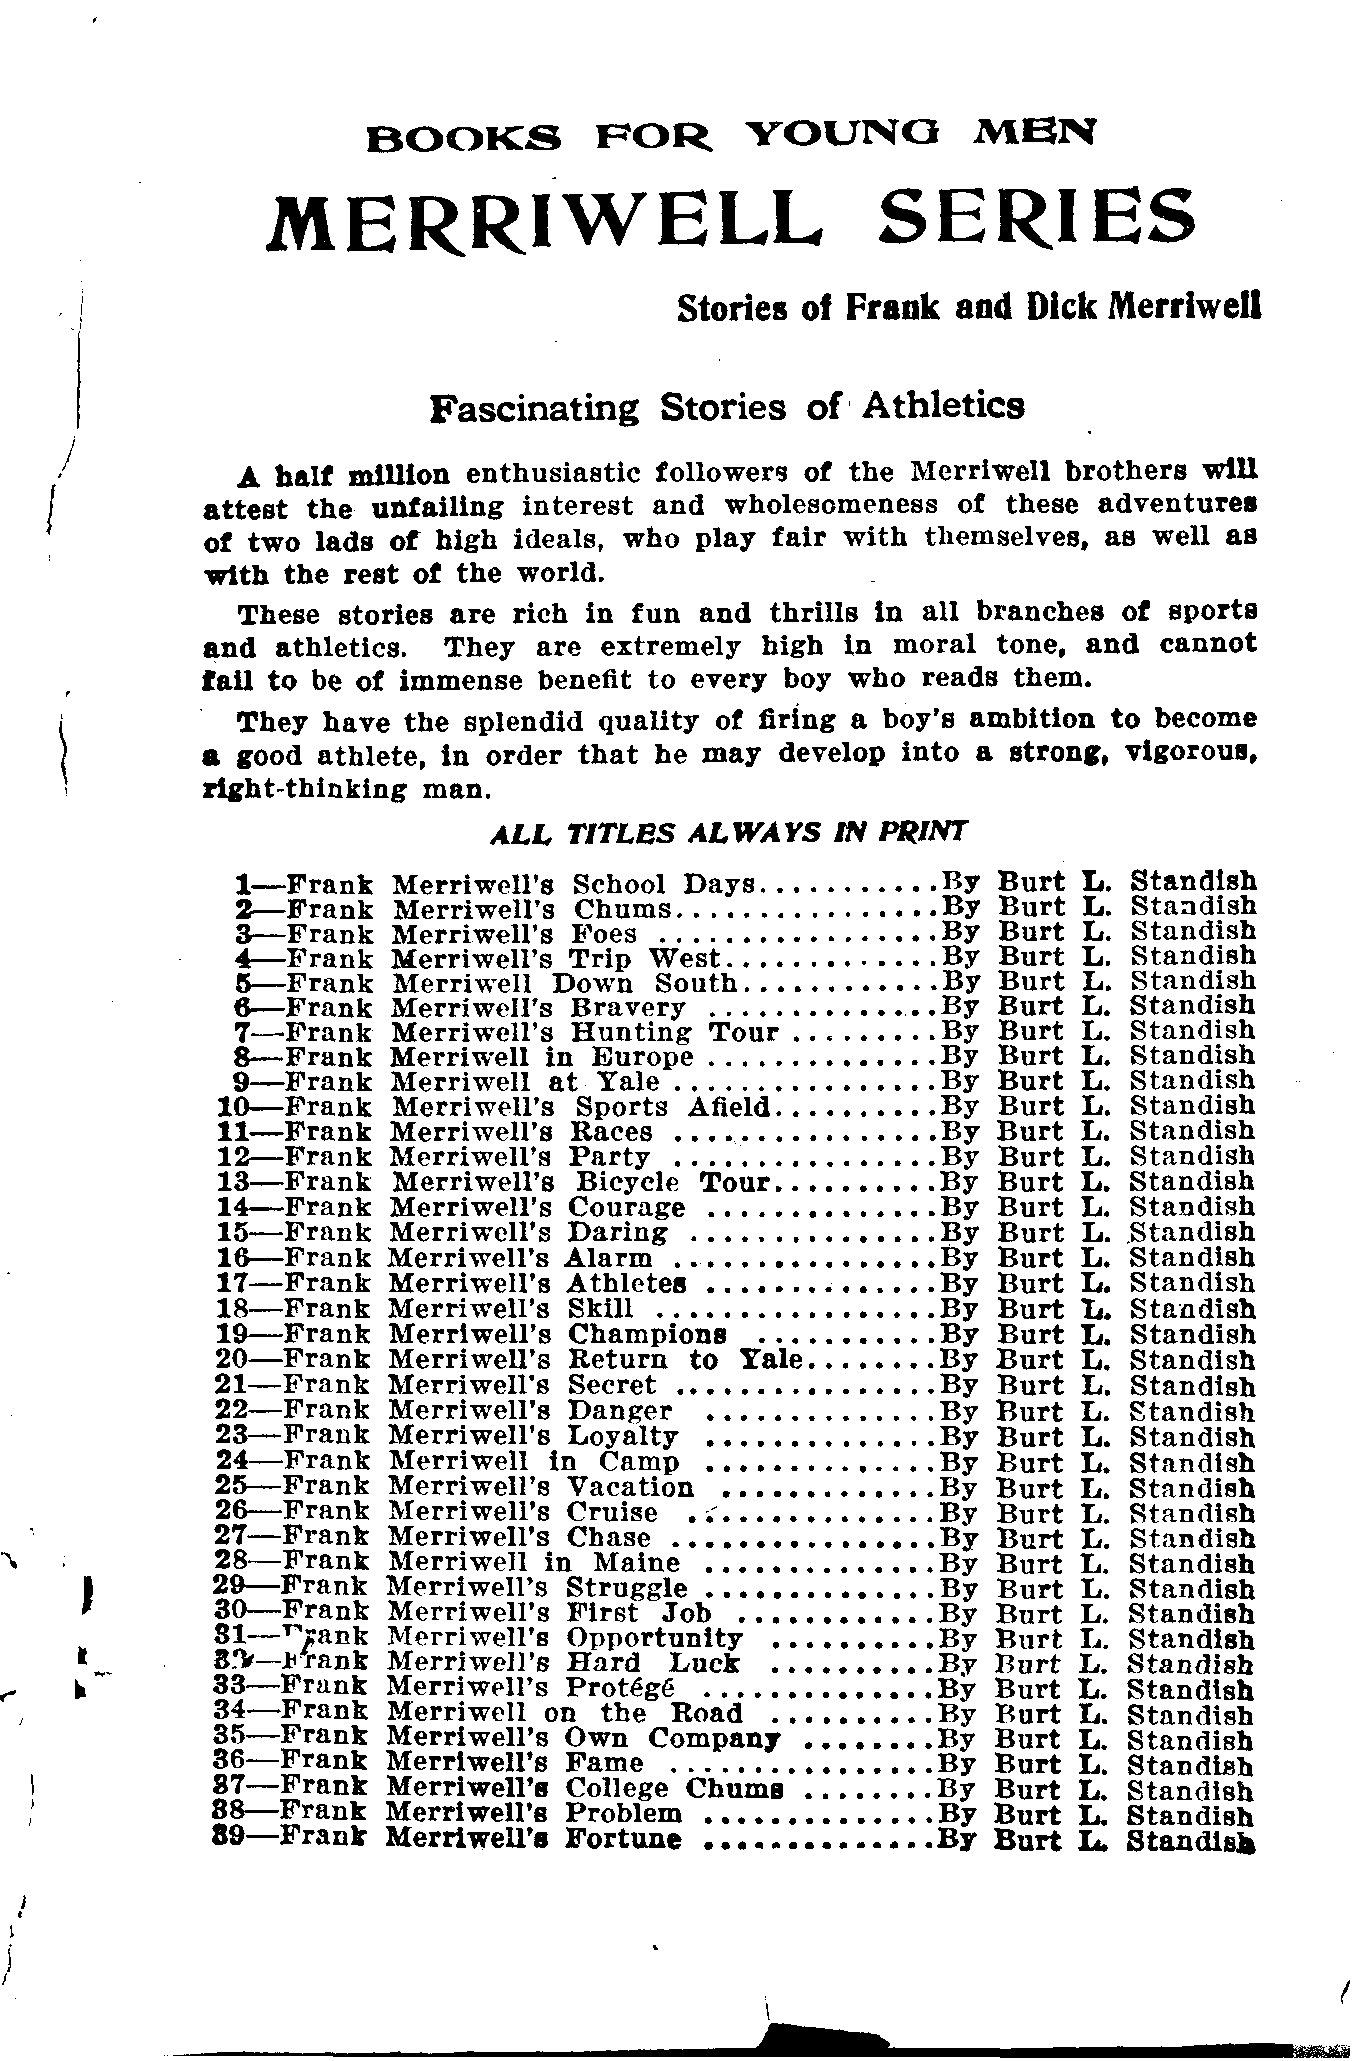 BOOKS FOR YOUNG MEN
MERRIWELL SERIES
Stories of Frank and Dick Merriwell
Fascinating Stories of Athletics
A half million enthusiastic followers of the Merriwell brothers will
attest the unfailing interest and wholesomeness of these adventures
of two lads of high ideals, who play fair with themselves, as well as
with the rest of the world.
These stories are rich in fun and thrills in all branches of sports
and athletics. They are extremely high in moral tone, and cannot
fail to be of immense benefit to every boy who reads them.
They have the splendid quality of firing a boy's ambition to become
a good athlete, in order that he may develop into a strong, vigorous,
right-thinking man.
ALL TITLES ALWAYS IN PRINT
1—Frank Merriwell's School Days...........By Burt L. Standish
2—Frank Merriwell's Chums................By Burt L. Standish
3—Frank Merriwell's Foes .................By Burt L. Standish
4—Frank Merriwell's Trip West.............By Burt L. Standish
5—Frank Merriwell Down South............By Burt L. Standish
6—Frank Merriwell's Bravery ..............By Burt L. Standish
7—Frank Merriwell's Hunting Tour .........By Burt L. Standish
8—Frank Merriwell in Europe ..............By Burt L. Standish
9—Frank Merriwell at Yale ................By Burt L. Standish
10—Frank Merriwell's Sports Afield..........By Burt L. Standish
11—Frank Merriwell's Races ................By Burt L. Standish
12—Frank Merriwell's Party ................By Burt L. Standish
13—Frank Merriwell's Bicycle Tour..........By Burt L. Standish
14—Frank Merriwell's Courage ..............By Burt L. Standish
15—Frank Merriwell's Daring ...............By Burt L. Standish
16—Frank Merriwell's Alarm ................By Burt L. Standish
17—Frank Merriwell's Athletes ..............By Burt L. Standish
18—Frank Merriwell's Skill .................By Burt L. Standish
19—Frank Merriwell's Champions ...........By Burt L. Standish
20—Frank Merriwell's Return to Yale........By Burt L. Standish
21—Frank Merriwell's Secret ................By Burt L. Standish
22—Frank Merriwell's Danger ..............By Burt L. Standish
23—Frank Merriwell's Loyalty ..............By Burt L. Standish
24—Frank Merriwell in Camp ..............By Burt L. Standish
25—Frank Merriwell's Vacation .............By Burt L. Standish
26—Frank Merriwell's Cruise ...............By Burt L. Standish
27—Frank Merriwell's Chase ................By Burt L. Standish
28—Frank Merriwell in Maine ..............By Burt L. Standish
29—Frank Merriwell's Struggle ..............By Burt L. Standish
30—Frank Merriwell's First Job ............By Burt L. Standish
31—Frank Merriwell's Opportunity ..........By Burt L. Standish
32—Frank Merriwell's Hard Luck ..........By Burt L. Standish
33—Frank Merriwell's Protégé ..............By Burt L. Standish
34—Frank Merriwell on the Road ..........By Burt L. Standish
35—Frank Merriwell's Own Company ........By Burt L. Standish
36—Frank Merriwell's Fame ................By Burt L. Standish
37—Frank Merriwell's College Chums ........By Burt L. Standish
38—Frank Merriwell's Problem ..............By Burt L. Standish
39—Frank Merriwell's Fortune ..............By Burt L. Standish